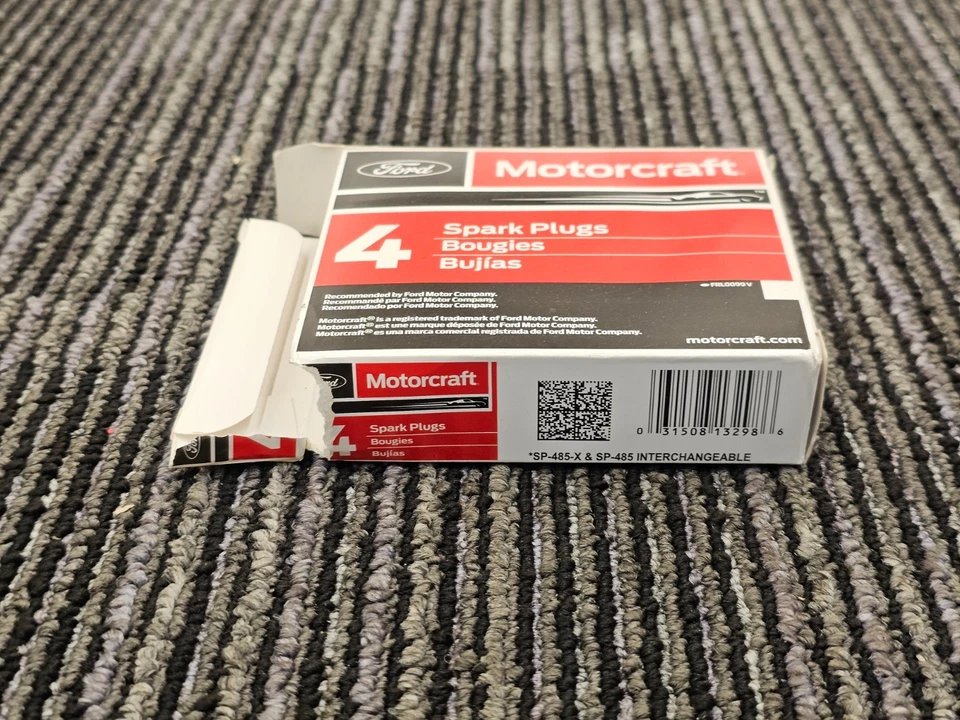 Ford Motorcraft
4 Spark Plugs
Bougies
Bujías
FRL0099V
Recommended by Ford Motor Company.
Recommandé par Ford Motor Company.
Recomendado por Ford Motor Company.
Motorcraft® is a registered trademark of Ford Motor Company.
Motorcraft® est une marque déposée de Ford Motor Company.
Motorcraft® es una marca comercial registrada de Ford Motor Company.
motorcraft.com
Ford Motorcraft
4 Spark Plugs
Bougies
Bujías
0 31508 13298 6
*SP-485-X & SP-485 INTERCHANGEABLE
Ford